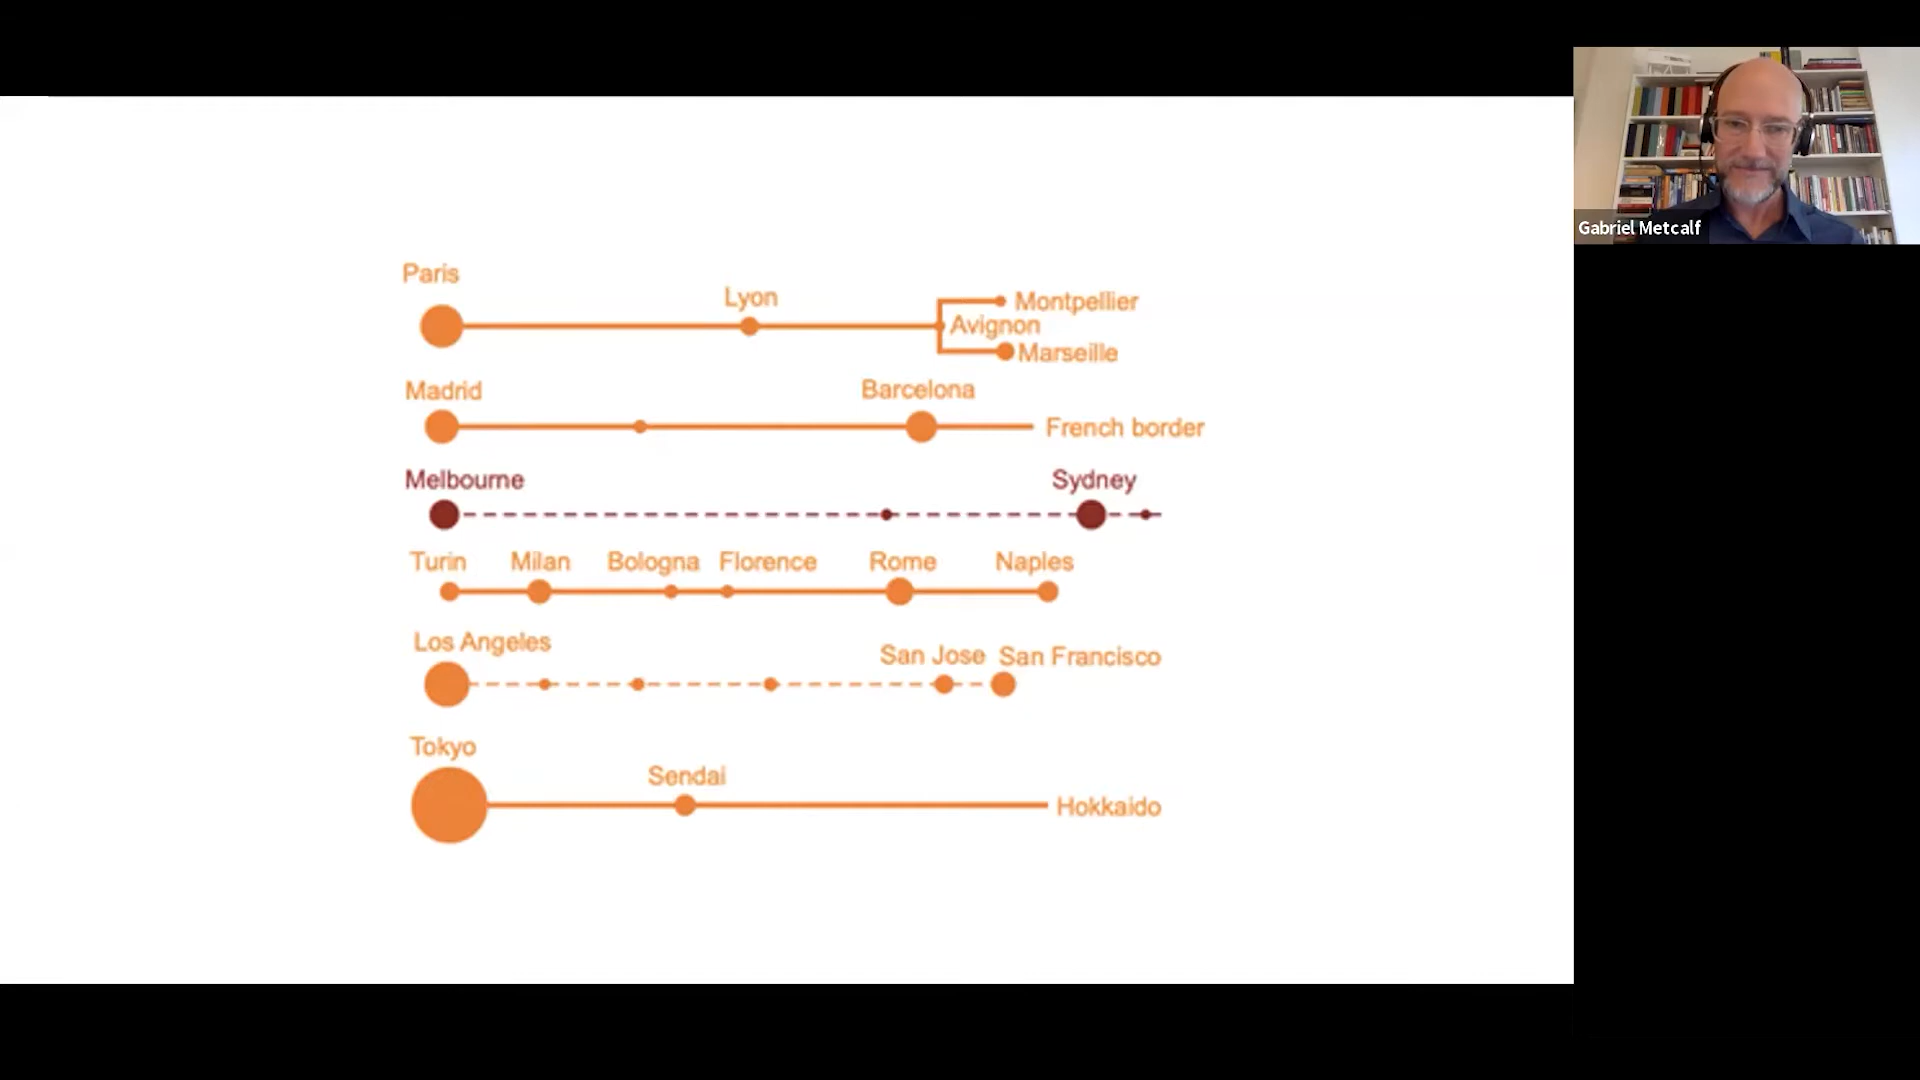 Paris
Lyon
Montpellier
Avignon
Marseille
Madrid
Barcelona
French border
Melbourne
Sydney
Turin Milan Bologna Florence Rome Naples
Los Angeles
San Jose San Francisco
Tokyo
Sendai
Hokkaido
Gabriel Metcalf